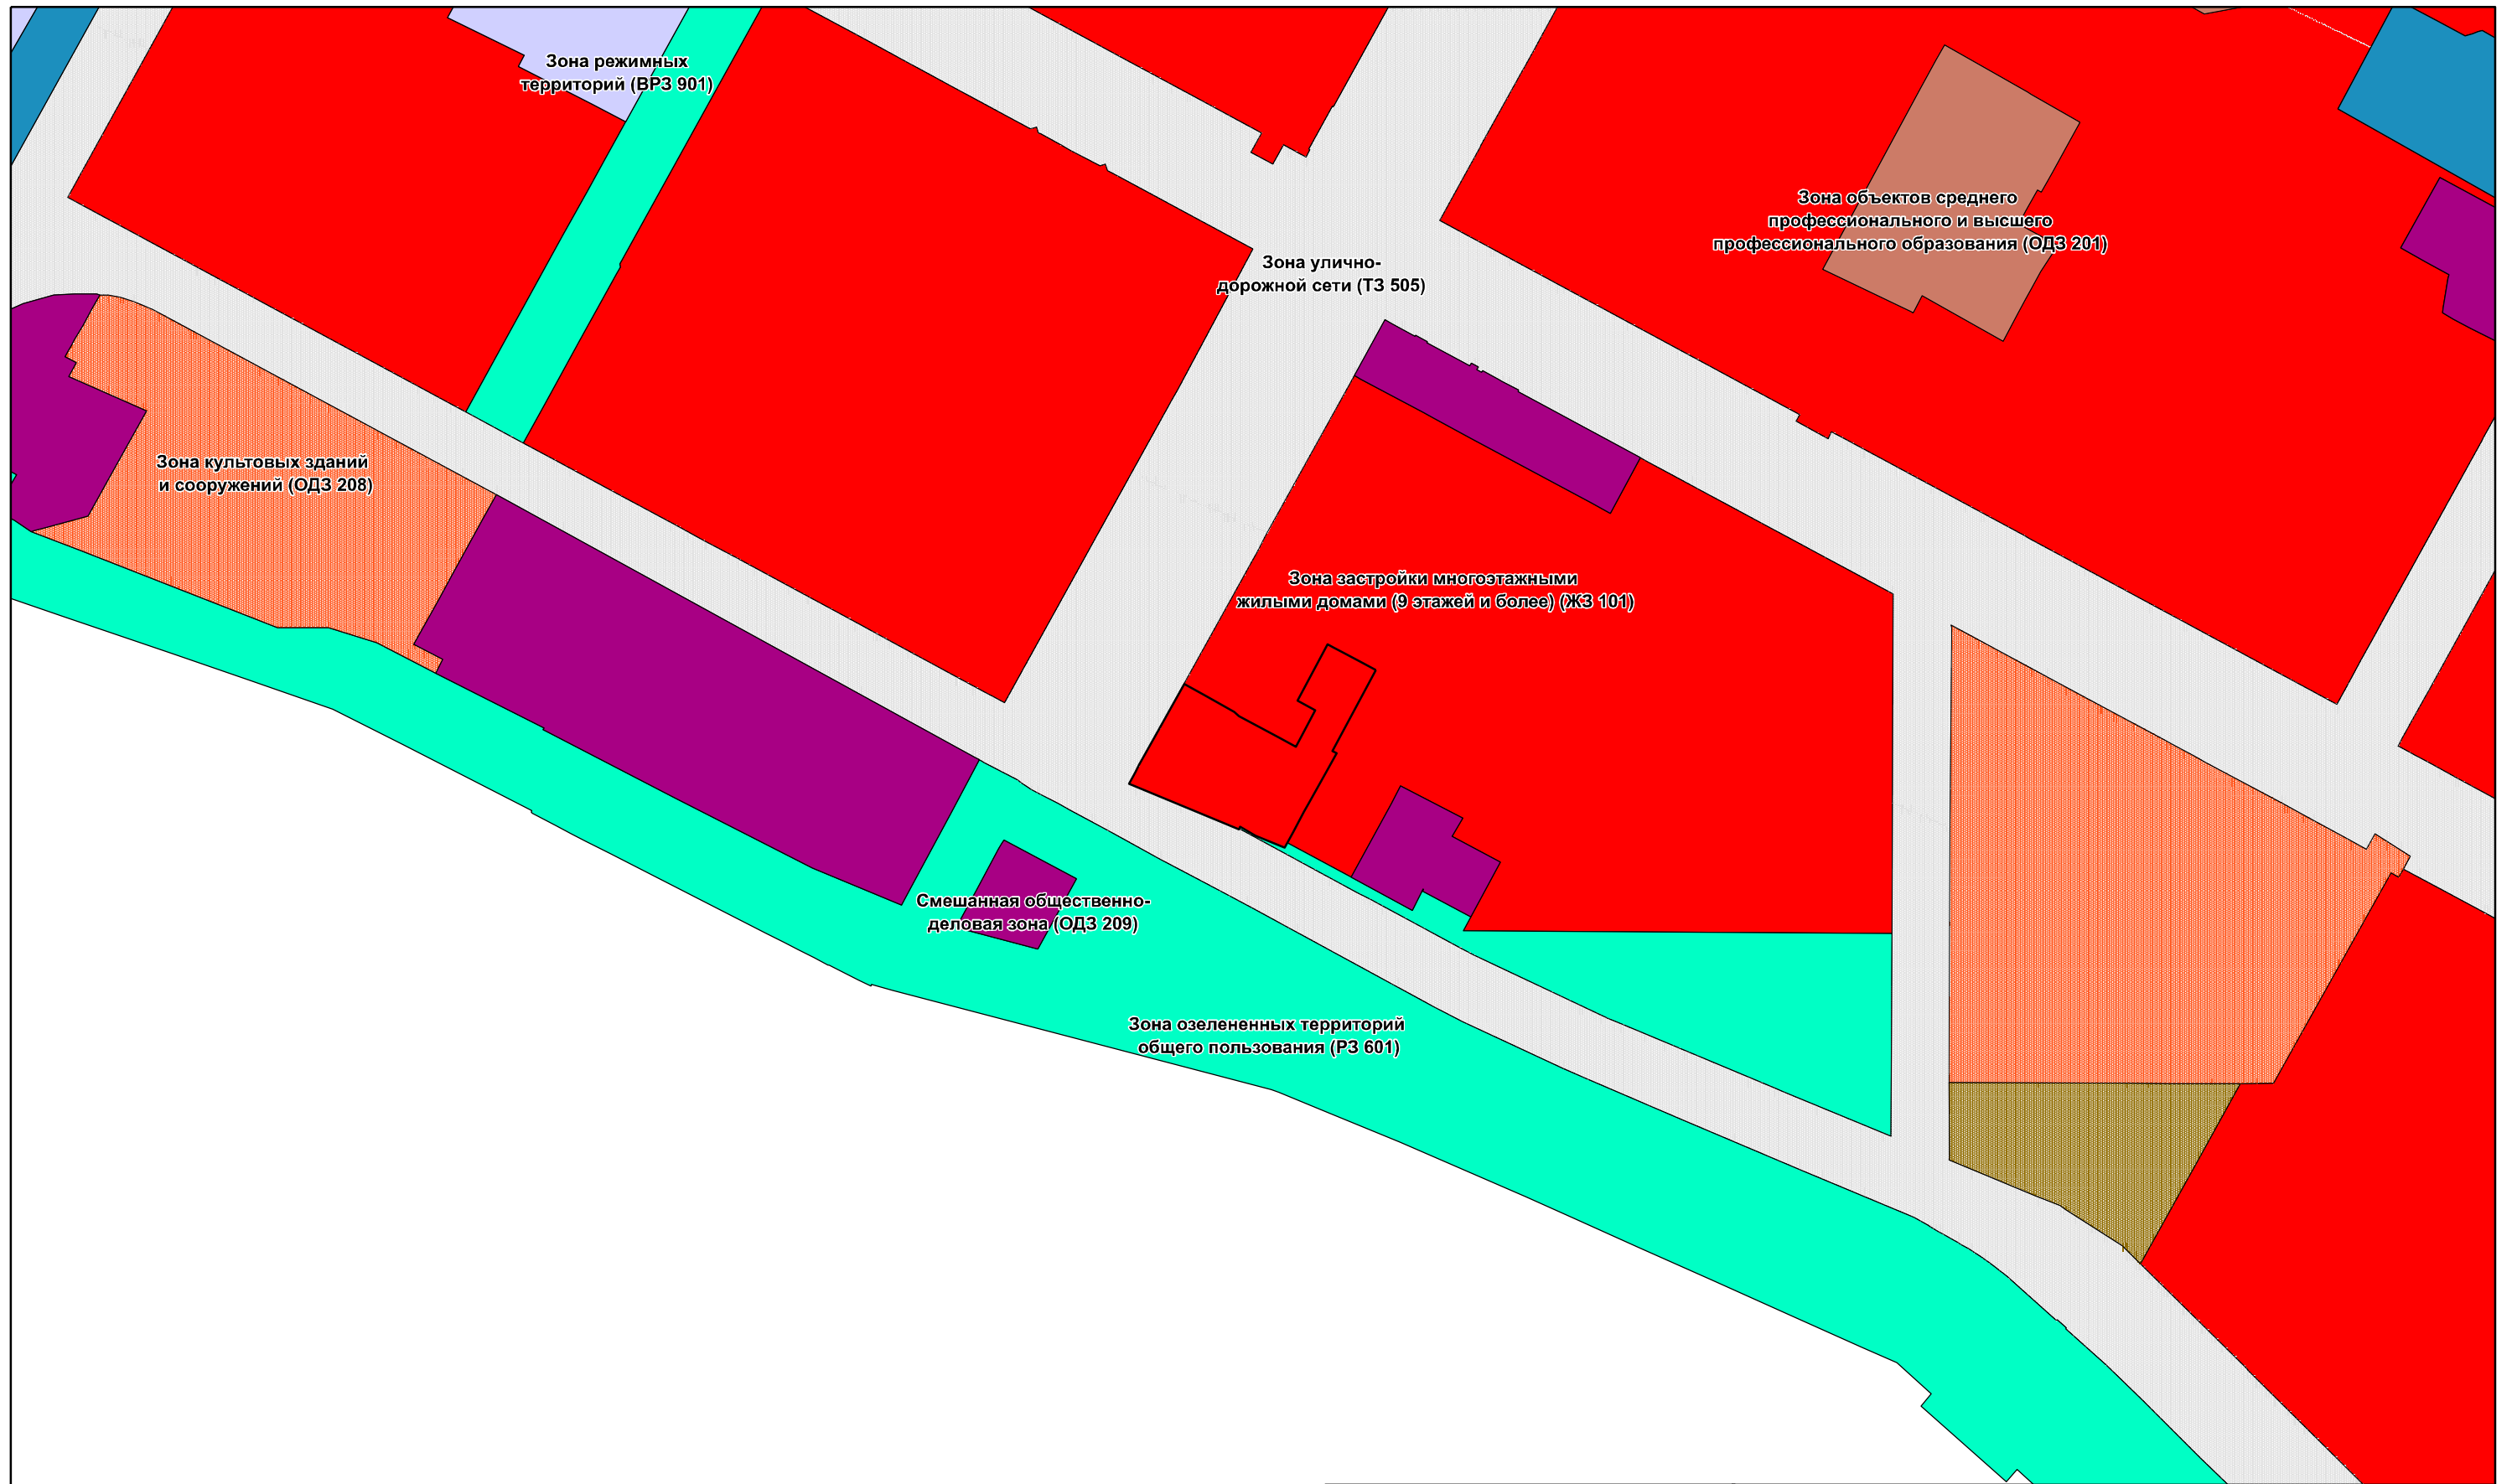 Зона режимных
территорий (ВРЗ 901)
Зона объектов среднего
профессионального и высшего
профессионального образования (ОДЗ 201)
Зона улично-
дорожной сети (ТЗ 505)
Зона культовых зданий
и сооружений (ОДЗ 208)
Зона застройки многоэтажными
жилыми домами (9 этажей и более) (ЖЗ 101)
Смешанная общественно-
деловая зона (ОДЗ 209)
Зона озелененных территорий
общего пользования (РЗ 601)